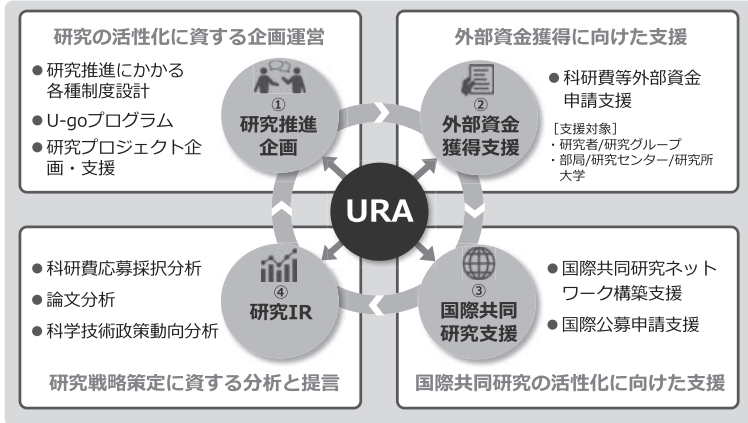 研究の活性化に資する企画運営
●研究推進にかかる
各種制度設計
●U-goプログラム
●研究プロジェクト企
画・支援
①
研究推進
企画
外部資金獲得に向けた支援
②
外部資金
獲得支援
●科研費等外部資金
申請支援
［支援対象］
・研究者/研究グループ
・部局/研究センター/研究所
大学
URA
●科研費応募採択分析
●論文分析
●科学技術政策動向分析
④
研究IR
研究戦略策定に資する分析と提言
③
国際共同
研究支援
●国際共同研究ネット
ワーク構築支援
●国際公募申請支援
国際共同研究の活性化に向けた支援